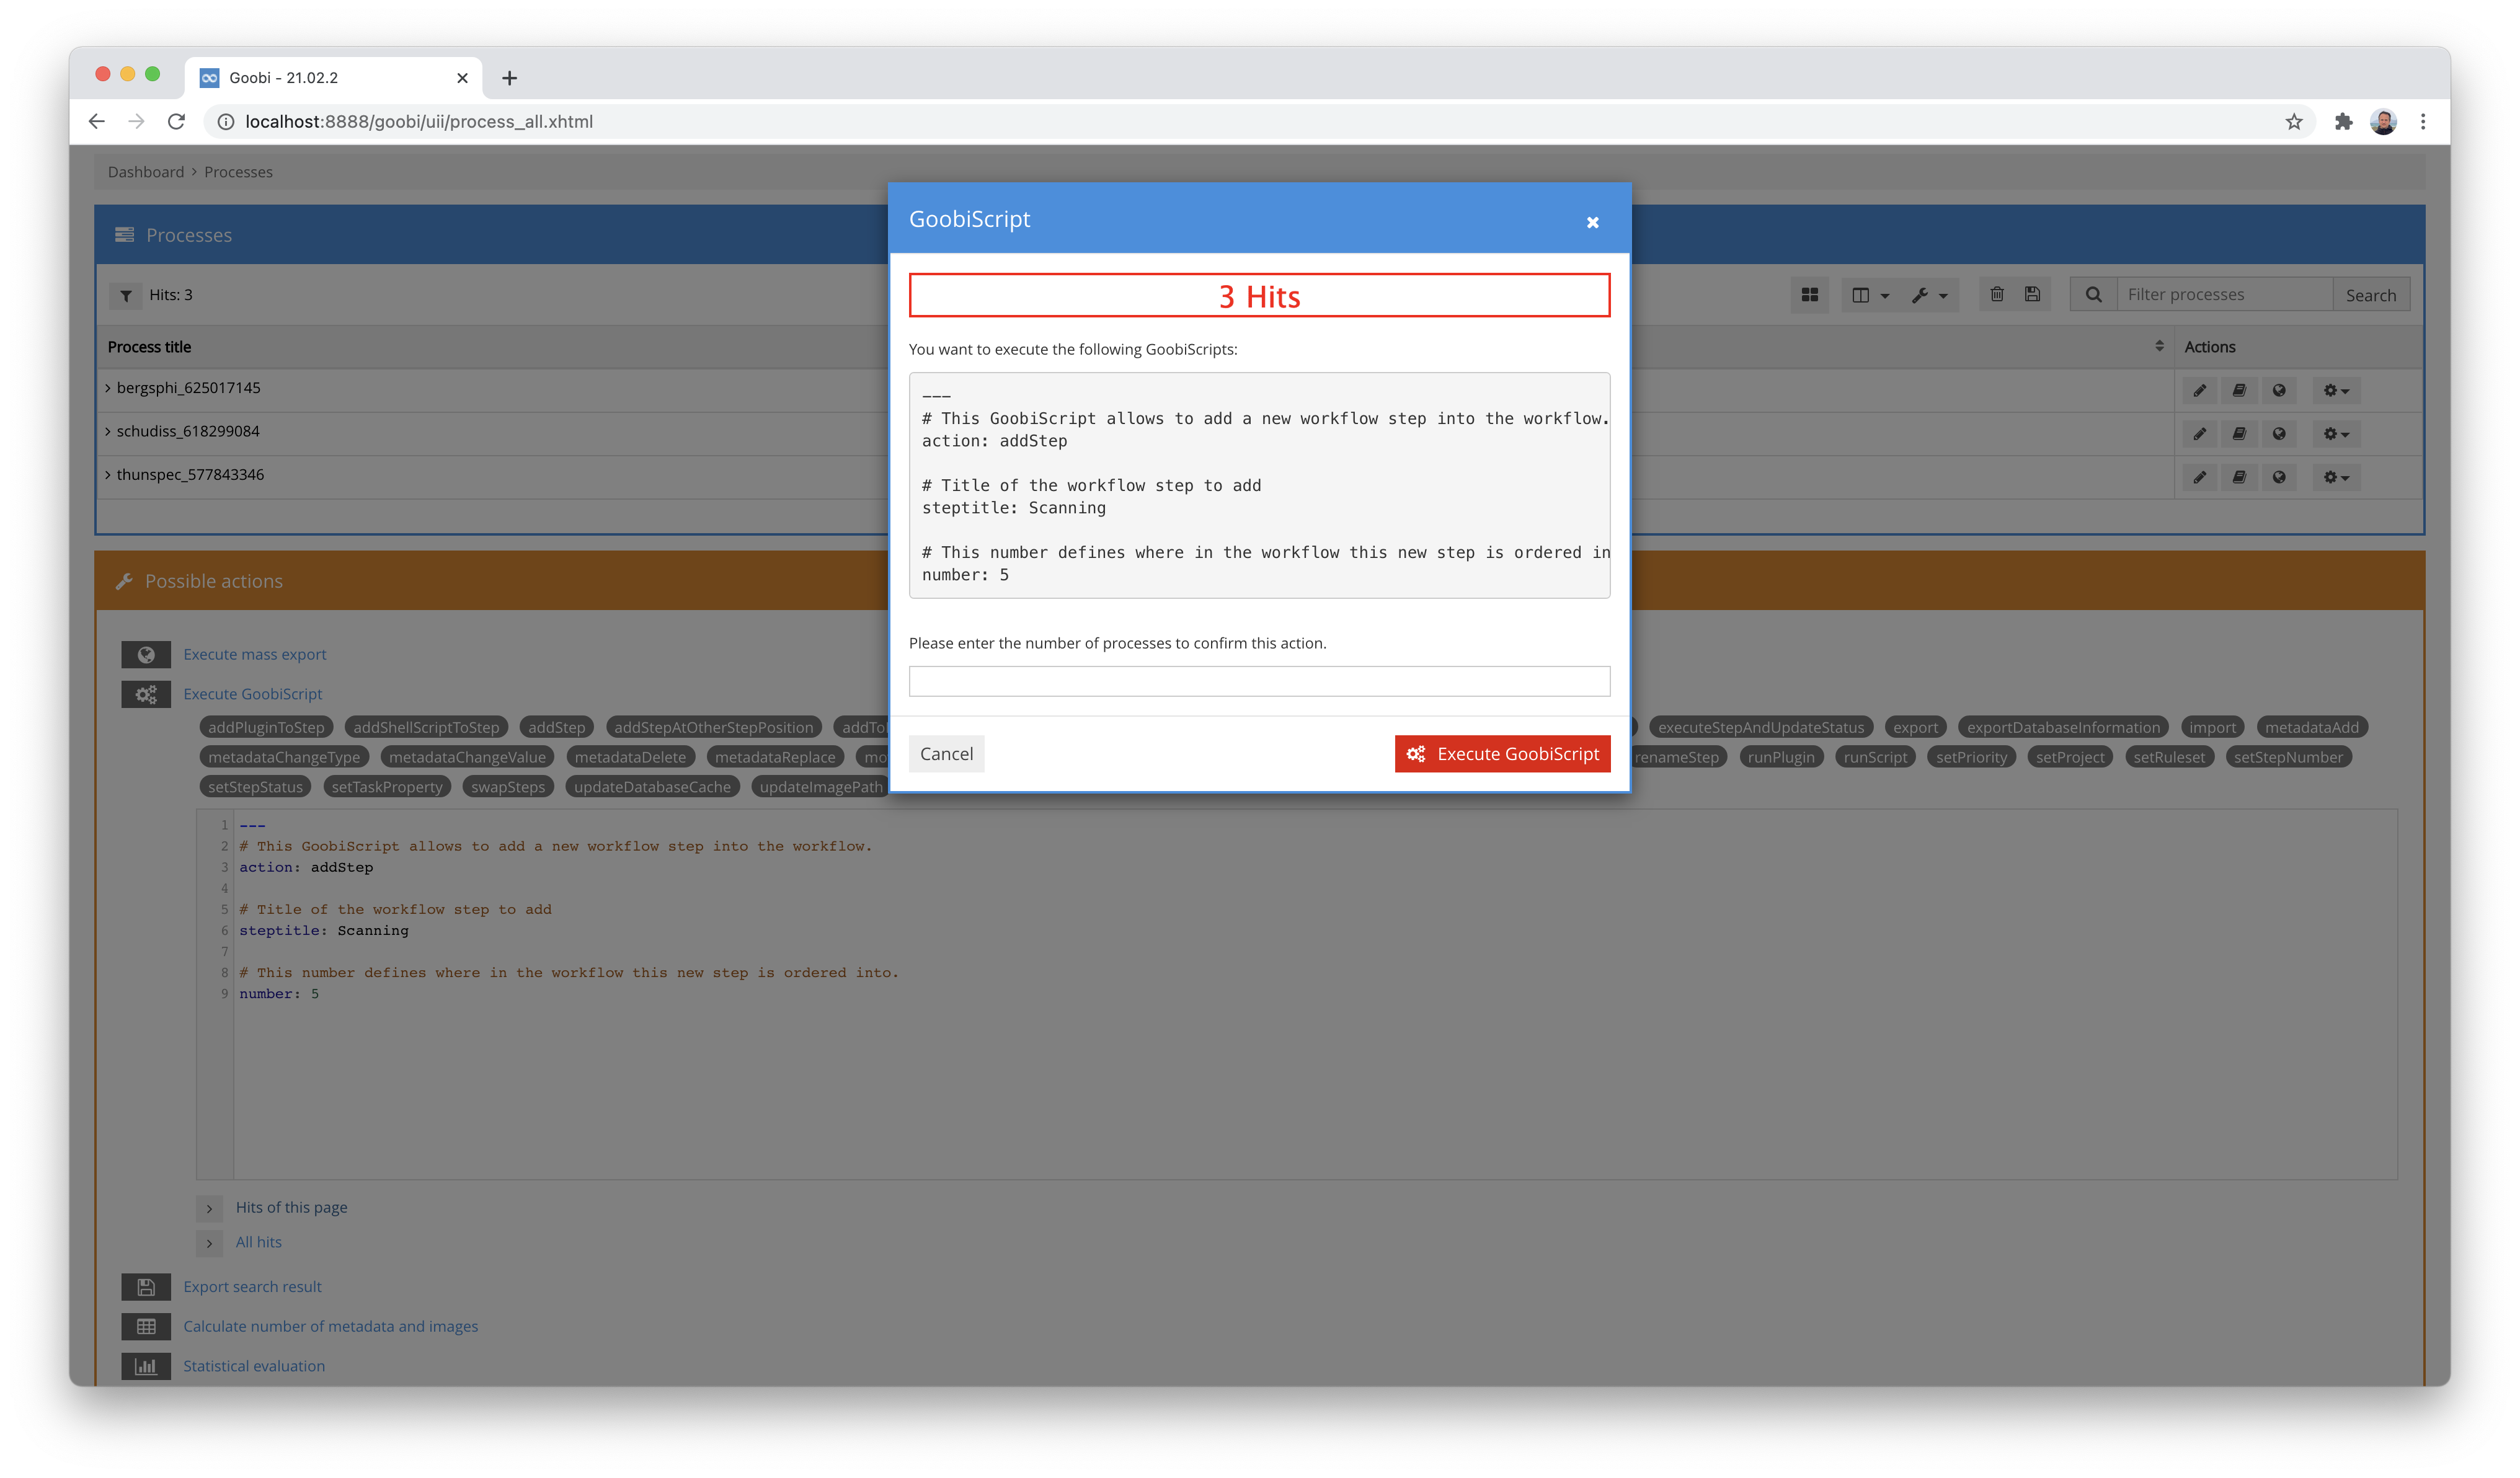 Goobi - 21.02.2
localhost:8888/goobi/uii/process_all.xhtml
Dashboard > Processes
Processes
Hits: 3
Filter processes
Search
Process title
Actions
bergsphi_625017145
schudiss_618299084
thunspec_577843346
GoobiScript
3 Hits
You want to execute the following GoobiScripts:
---
# This GoobiScript allows to add a new workflow step into the workflow.
action: addStep
# Title of the workflow step to add
steptitle: Scanning
# This number defines where in the workflow this new step is ordered in
number: 5
Please enter the number of processes to confirm this action.
Cancel
Execute GoobiScript
Possible actions
Execute mass export
Execute GoobiScript
addPluginToStep addShellScriptToStep addStep addStepAtOtherStepPosition executeStepAndUpdateStatus export exportDatabaseInformation import metadataAdd
metadataChangeType metadataChangeValue metadataDelete metadataReplace renameStep runPlugin runScript setPriority setProject setRuleset setStepNumber
setStepStatus setTaskProperty swapSteps updateDatabaseCache updateImagePath
1 ---
2 # This GoobiScript allows to add a new workflow step into the workflow.
3 action: addStep
4
5 # Title of the workflow step to add
6 steptitle: Scanning
7
8 # This number defines where in the workflow this new step is ordered into.
9 number: 5
Hits of this page
All hits
Export search result
Calculate number of metadata and images
Statistical evaluation